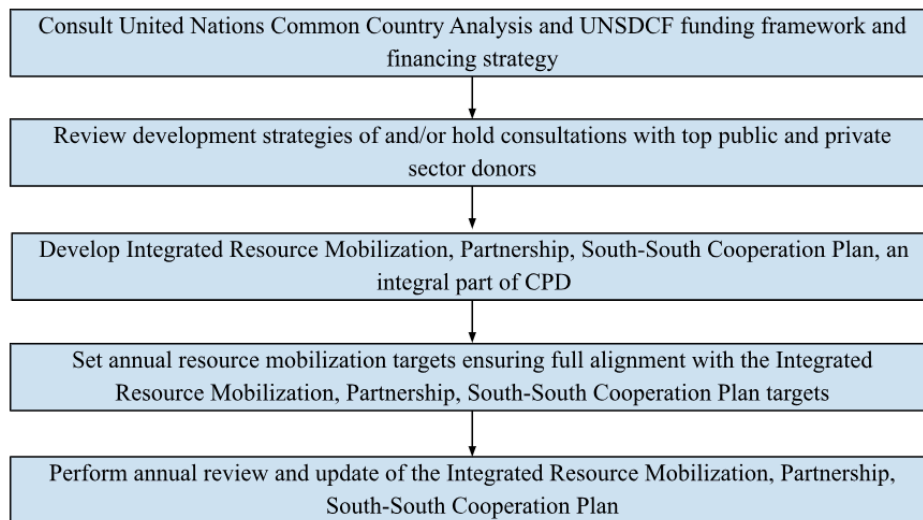 Consult United Nations Common Country Analysis and UNSDCF funding framework and
financing strategy
Review development strategies of and/or hold consultations with top public and private
sector donors
Develop Integrated Resource Mobilization, Partnership, South-South Cooperation Plan, an
integral part of CPD
Set annual resource mobilization targets ensuring full alignment with the Integrated
Resource Mobilization, Partnership, South-South Cooperation Plan targets
Perform annual review and update of the Integrated Resource Mobilization, Partnership,
South-South Cooperation Plan